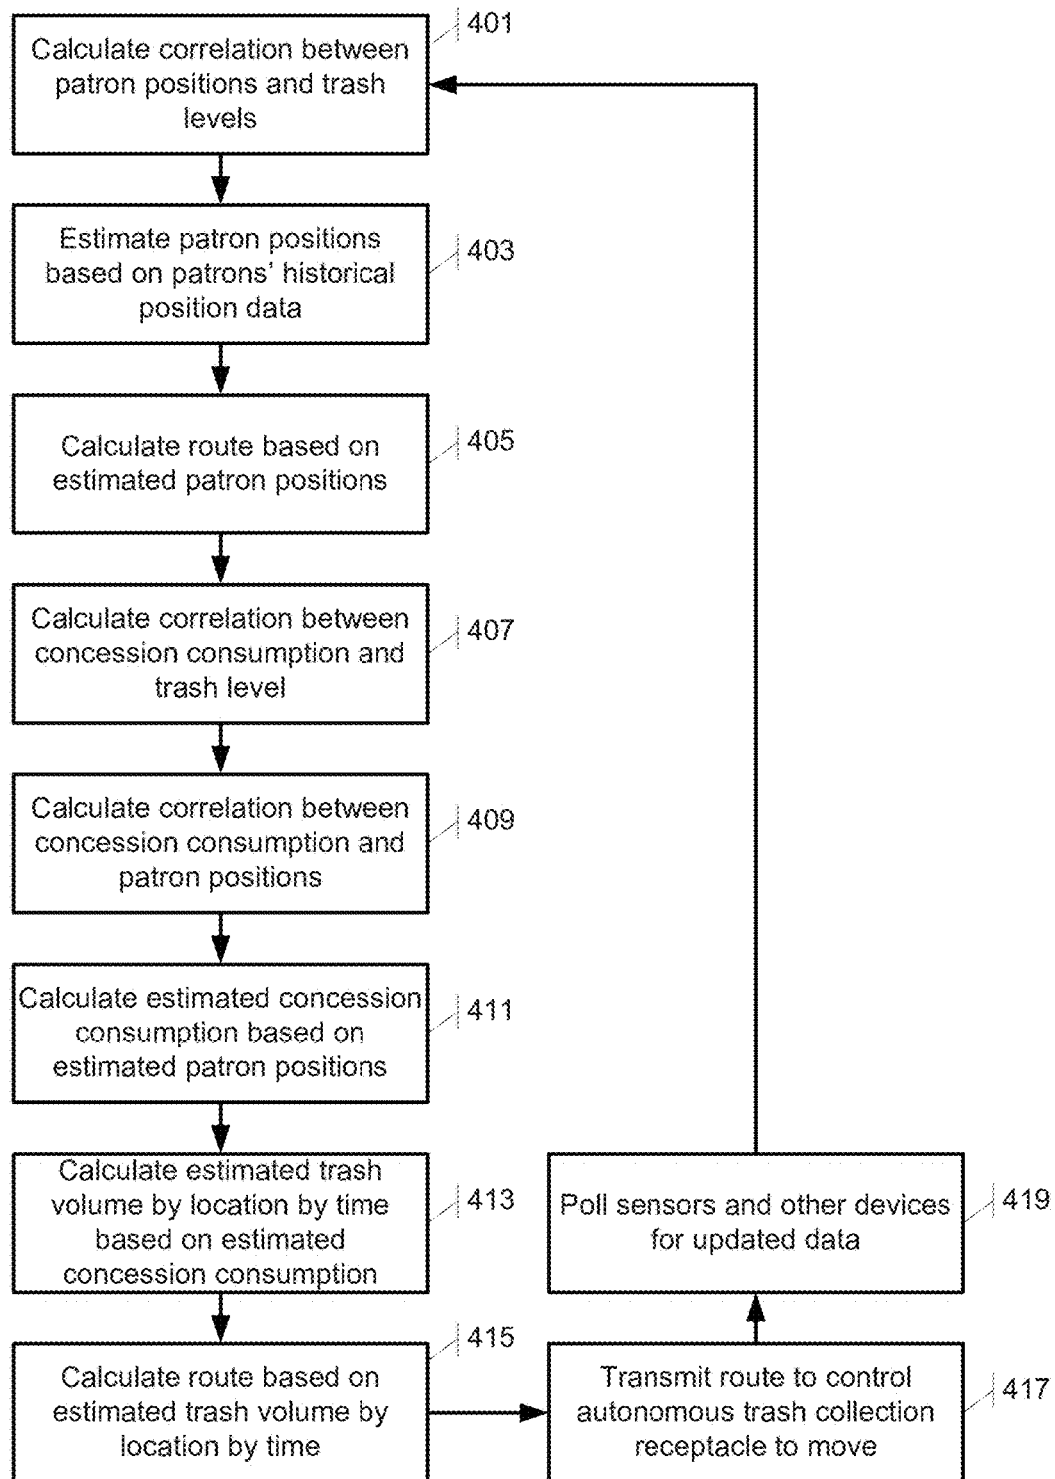 401
Calculate correlation between
patron positions and trash
levels
Estimate patron positions
based on patrons' historical
position data
403
Calculate route based on
estimated patron positions
405
Calculate correlation between
concession consumption and
trash level
407
Calculate correlation between
concession consumption and
patron positions
409
Calculate estimated concession
consumption based on
estimated patron positions
411
Calculate estimated trash
volume by location by time
based on estimated
concession consumption
413
Poll sensors and other devices
for updated data
419
415
Calculate route based on
estimated trash volume by
location by time
Transmit route to control
autonomous trash collection
receptacle to move
417